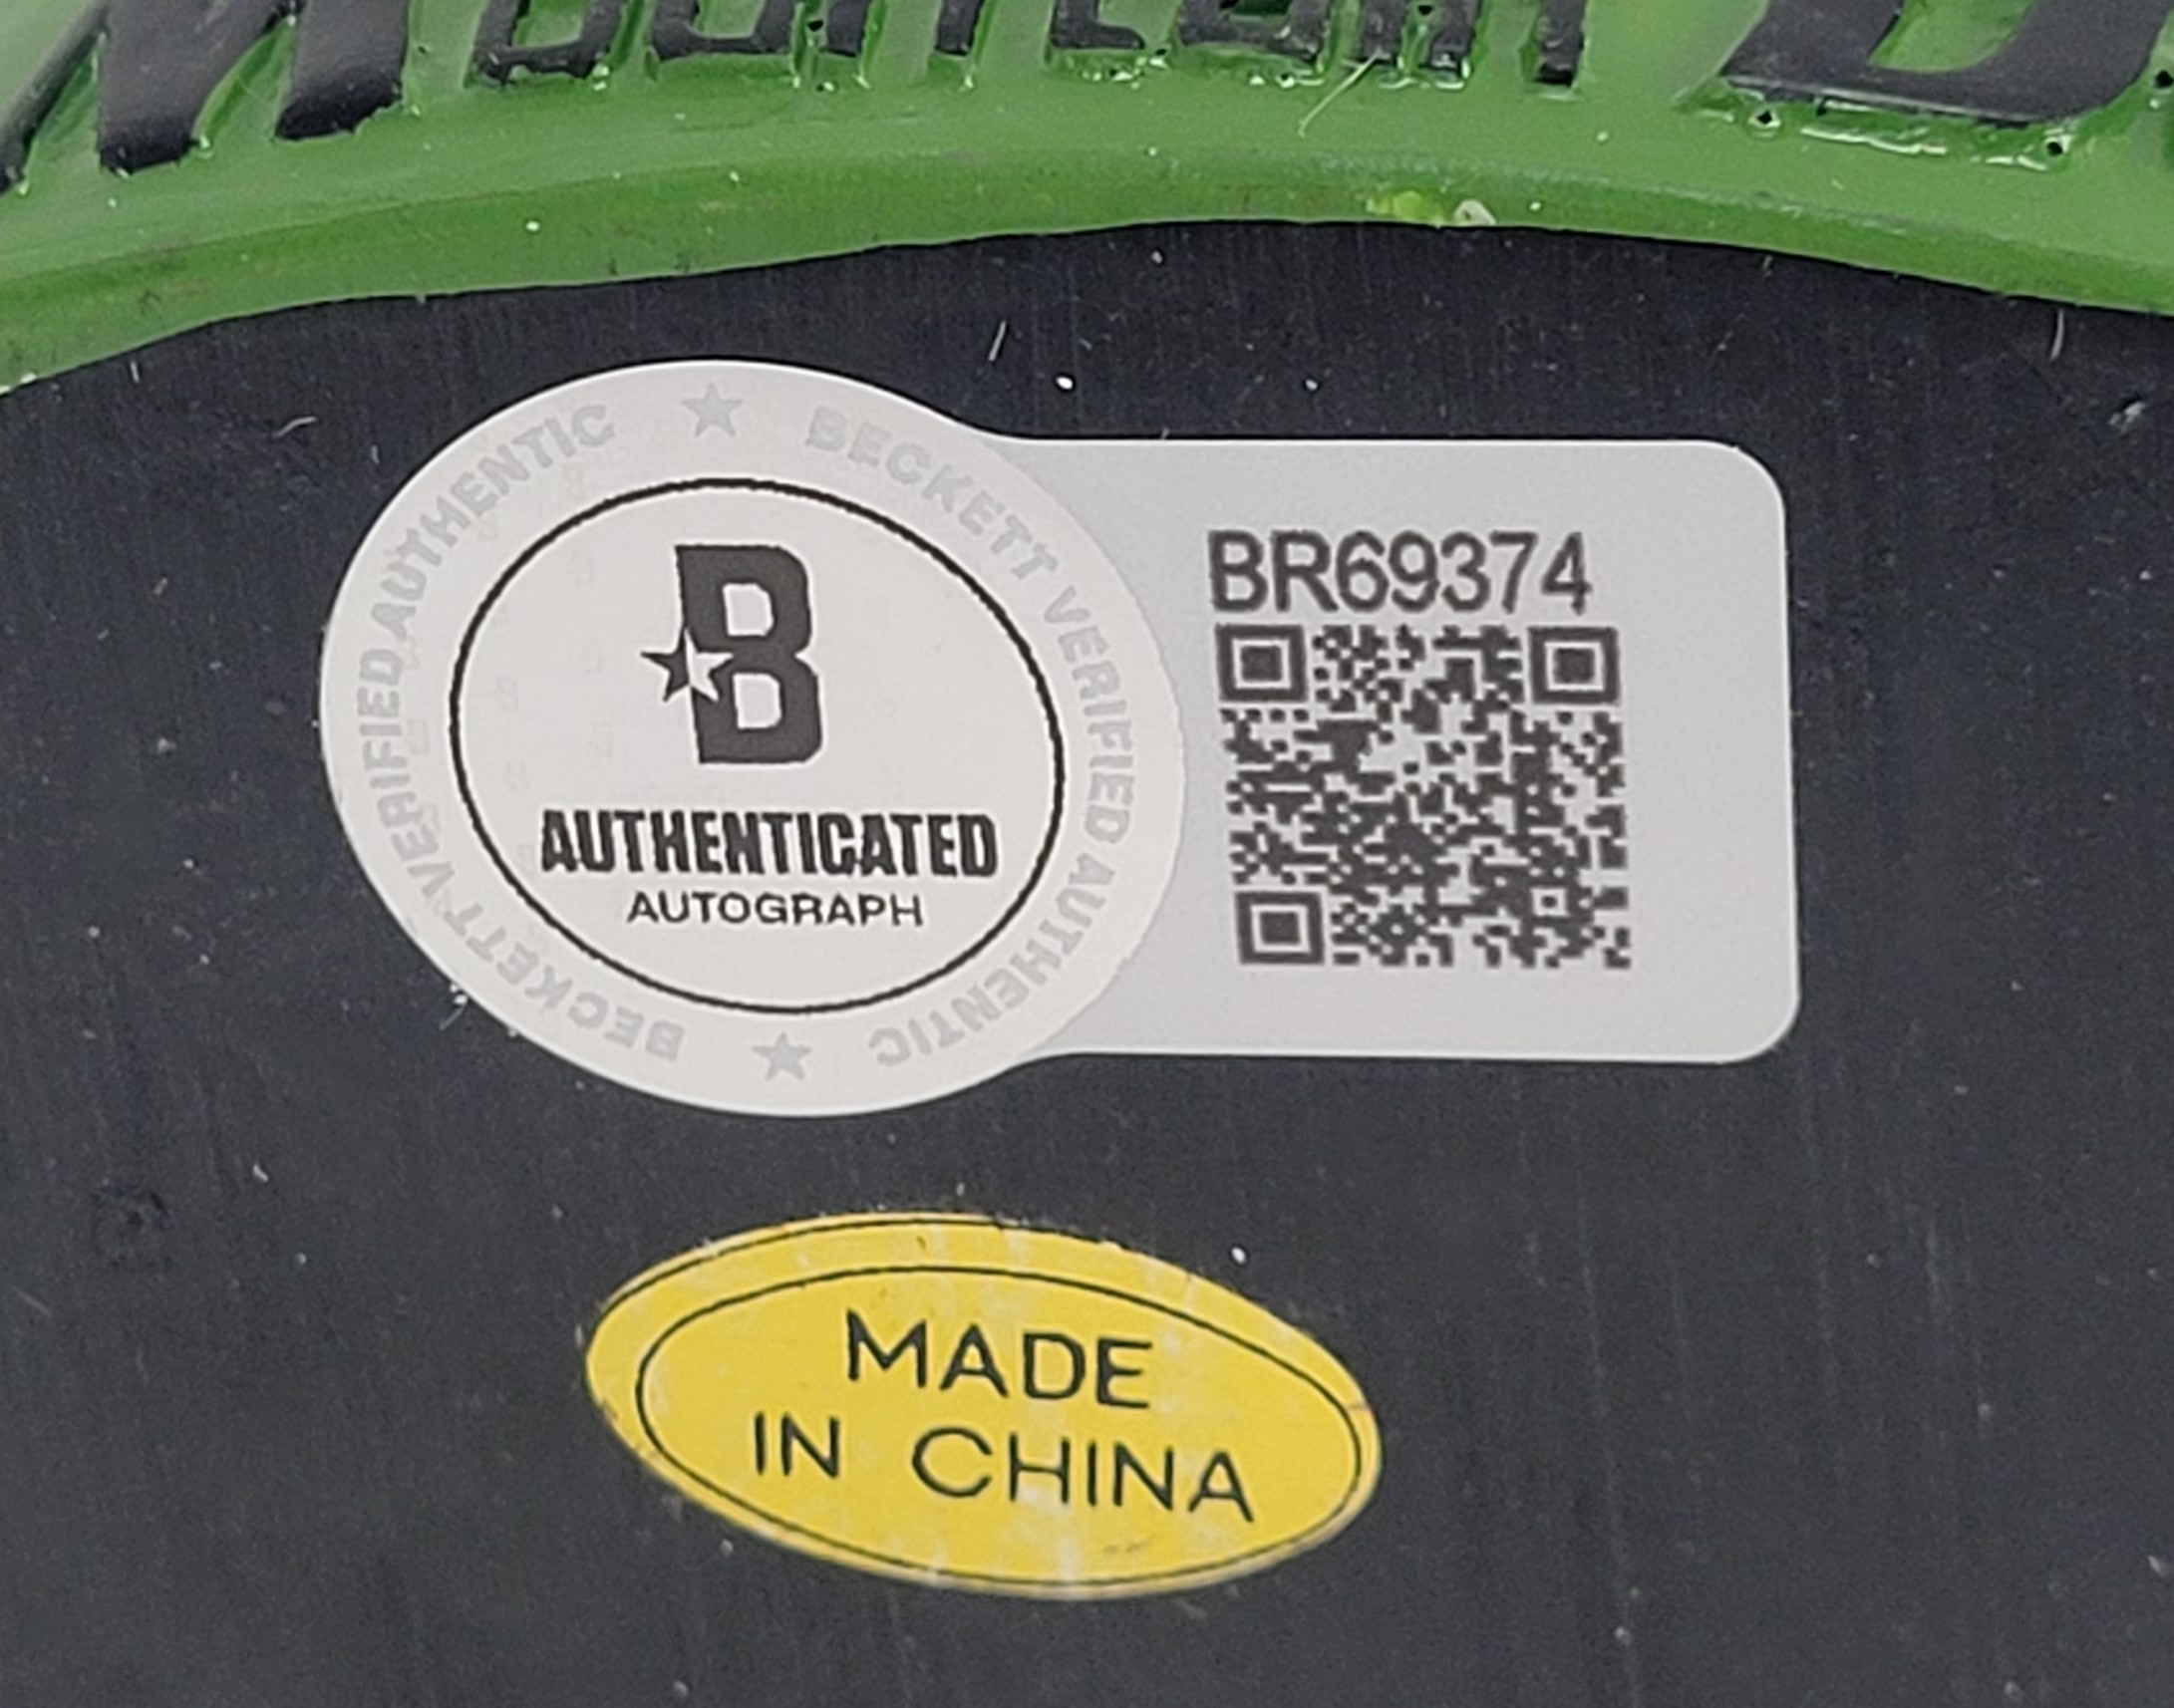 BECKETT VERIFIED AUTHENTIC
BECKETT VERIFIED AUTHENTIC
B
AUTHENTICATED
AUTOGRAPH
BR69374
MADE
IN CHINA